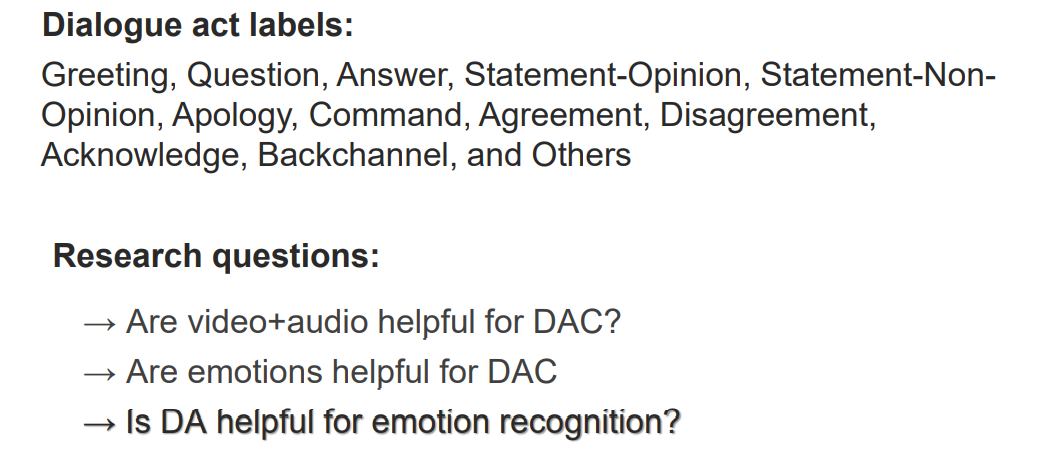 Dialogue act labels:
Greeting, Question, Answer, Statement-Opinion, Statement-Non-
Opinion, Apology, Command, Agreement, Disagreement,
Acknowledge, Backchannel, and Others
Research questions:
→ Are video+audio helpful for DAC?
→ Are emotions helpful for DAC
→ Is DA helpful for emotion recognition?